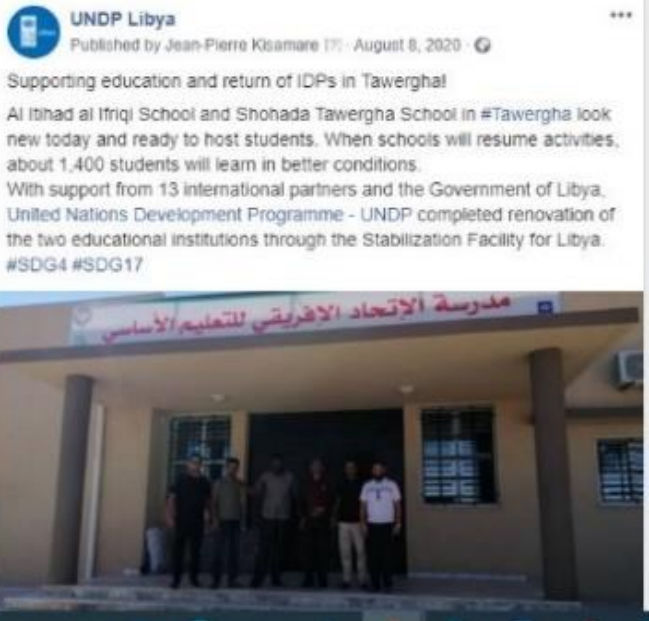 UNDP Libya
Published by Jean-Pierre Kisamare [?] · August 8, 2020 ·
Supporting education and return of IDPs in Tawergha!
Al Itihad al Ifriqi School and Shohada Tawergha School in #Tawergha look
new today and ready to host students. When schools will resume activities,
about 1,400 students will learn in better conditions.
With support from 13 international partners and the Government of Libya,
United Nations Development Programme - UNDP completed renovation of
the two educational institutions through the Stabilization Facility for Libya.
#SDG4 #SDG17
مدرسة الإتحاد الافريقي للتعليم الأساسي